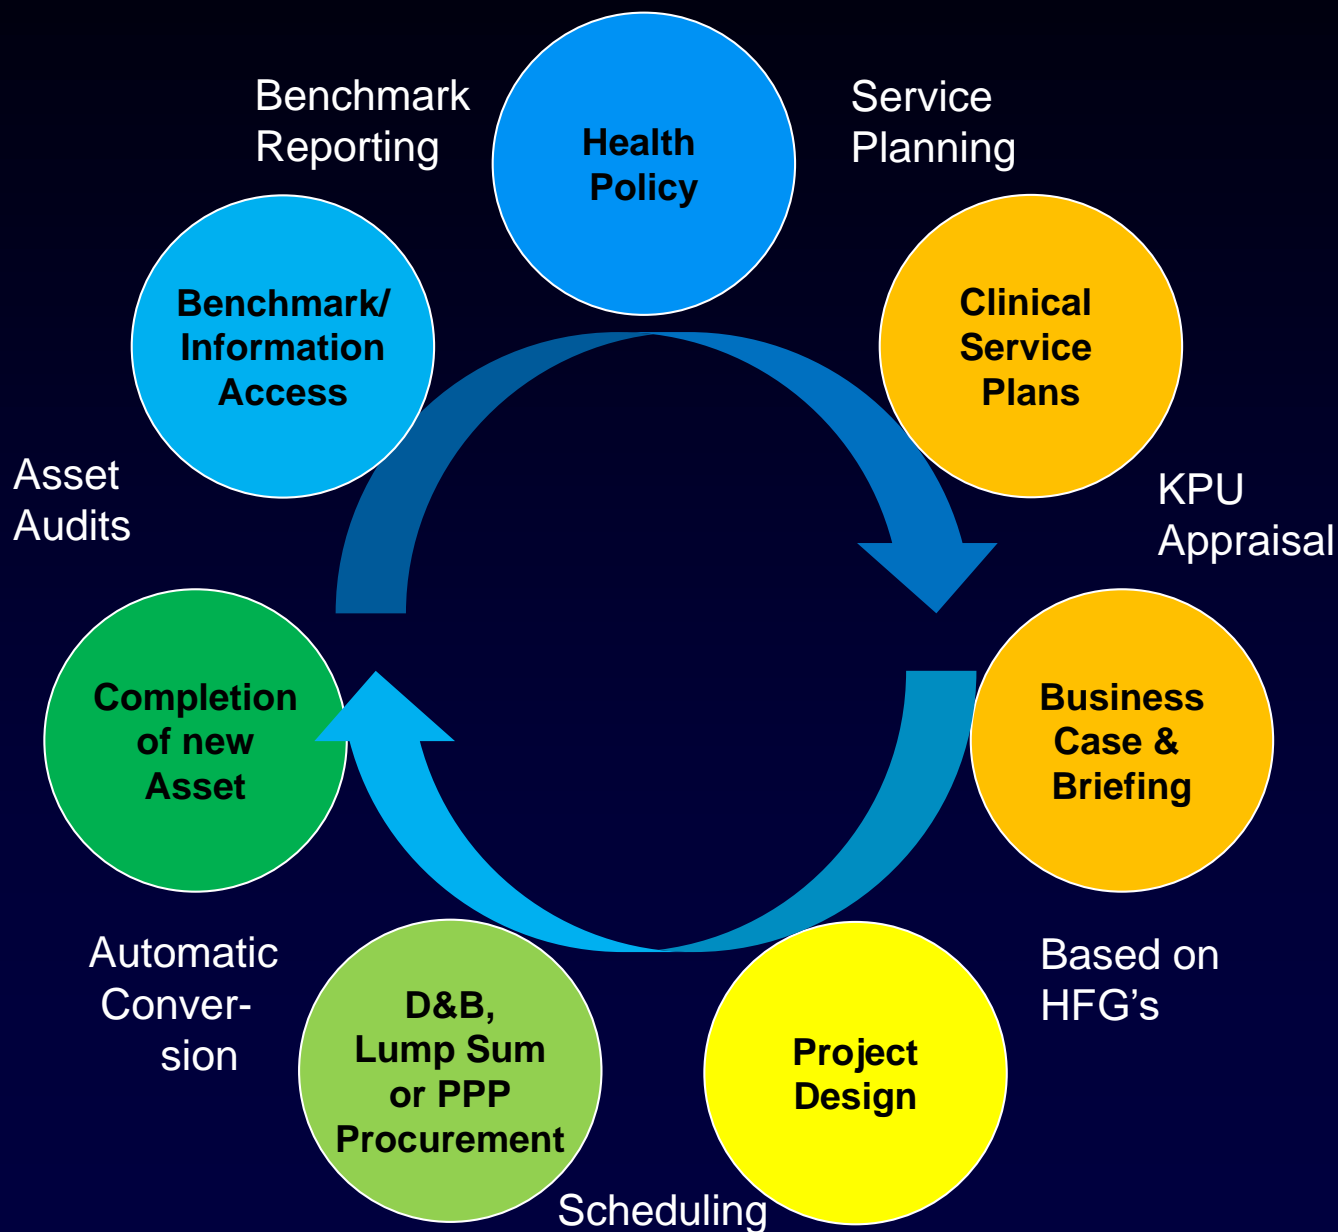 Health
Policy
Service
Planning
Clinical
Service
Plans
KPU
Appraisal
Business
Case &
Briefing
Based on
HFG’s
Project
Design
Scheduling
D&B,
Lump Sum
or PPP
Procurement
Automatic
Conver-
sion
Completion
of new
Asset
Asset
Audits
Benchmark/
Information
Access
Benchmark
Reporting